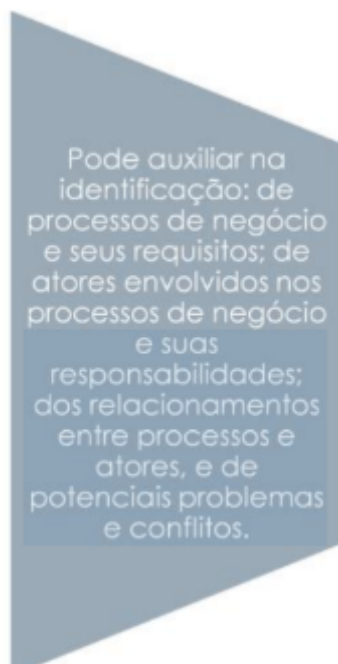 Pode auxiliar na
identificação: de
processos de negócio
e seus requisitos; de
atores envolvidos nos
processos de negócio
e suas
responsabilidades;
dos relacionamentos
entre processos e
atores, e de
potenciais problemas
e conflitos.